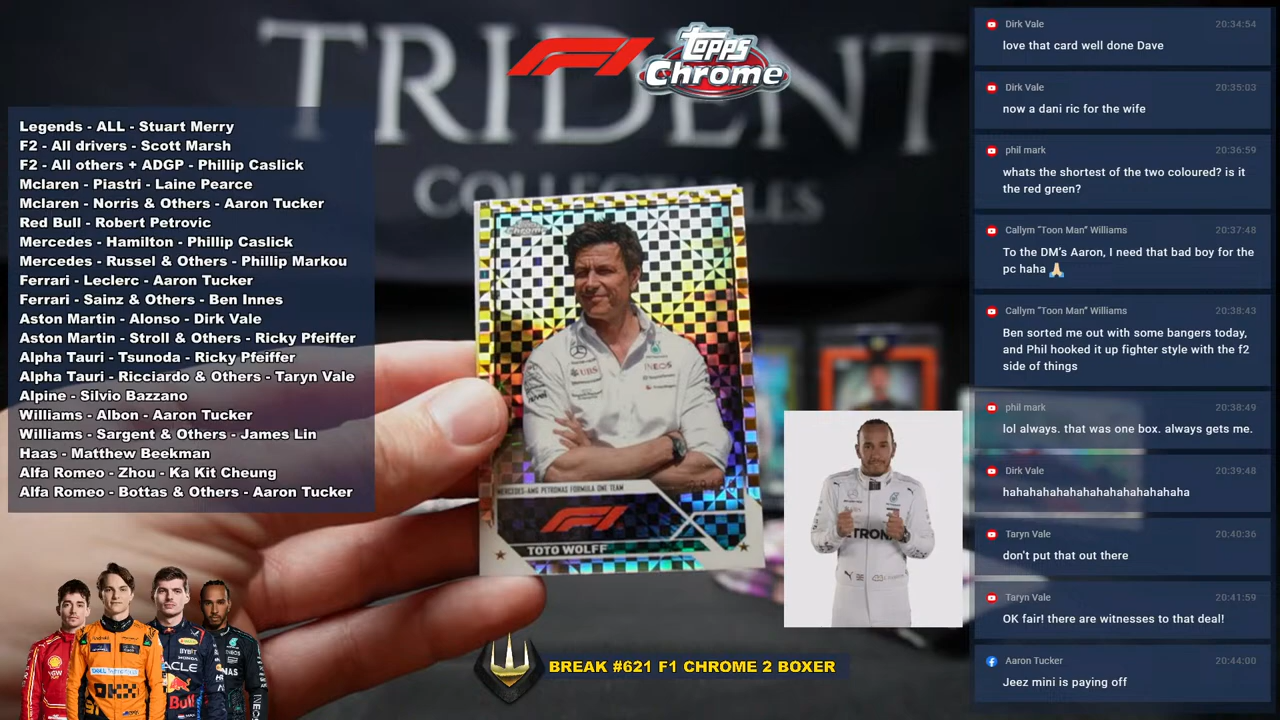 TRIDENT
COLLECTABLES
F1
Topps
Chrome
Legends - ALL - Stuart Merry
F2 - All drivers - Scott Marsh
F2 - All others + ADGP - Phillip Caslick
Mclaren - Piastri - Laine Pearce
Mclaren - Norris & Others - Aaron Tucker
Red Bull - Robert Petrovic
Mercedes - Hamilton - Phillip Caslick
Mercedes - Russel & Others - Phillip Markou
Ferrari - Leclerc - Aaron Tucker
Ferrari - Sainz & Others - Ben Innes
Aston Martin - Alonso - Dirk Vale
Aston Martin - Stroll & Others - Ricky Pfeiffer
Alpha Tauri - Tsunoda - Ricky Pfeiffer
Alpha Tauri - Ricciardo & Others - Taryn Vale
Alpine - Silvio Bazzano
Williams - Albon - Aaron Tucker
Williams - Sargent & Others - James Lin
Haas - Matthew Beekman
Alfa Romeo - Zhou - Ka Kit Cheung
Alfa Romeo - Bottas & Others - Aaron Tucker
Chrome
UBS
INEOS
MERCEDES-AMG PETRONAS FORMULA ONE TEAM
F1
TOTO WOLFF
BREAK #621 F1 CHROME 2 BOXER
Dirk Vale 20:34:54
love that card well done Dave
Dirk Vale 20:35:03
now a dani ric for the wife
phil mark 20:36:59
whats the shortest of the two coloured? is it
the red green?
Callym "Toon Man" Williams 20:37:48
To the DM's Aaron, I need that bad boy for the
pc haha 🙏🏻
Callym "Toon Man" Williams 20:38:43
Ben sorted me out with some bangers today,
and Phil hooked it up fighter style with the f2
side of things
phil mark 20:38:49
lol always. that was one box. always gets me.
Dirk Vale 20:39:48
hahahahahahahahahahahahaha
Taryn Vale 20:40:36
don't put that out there
Taryn Vale 20:41:59
OK fair! there are witnesses to that deal!
Aaron Tucker 20:44:00
Jeez mini is paying off